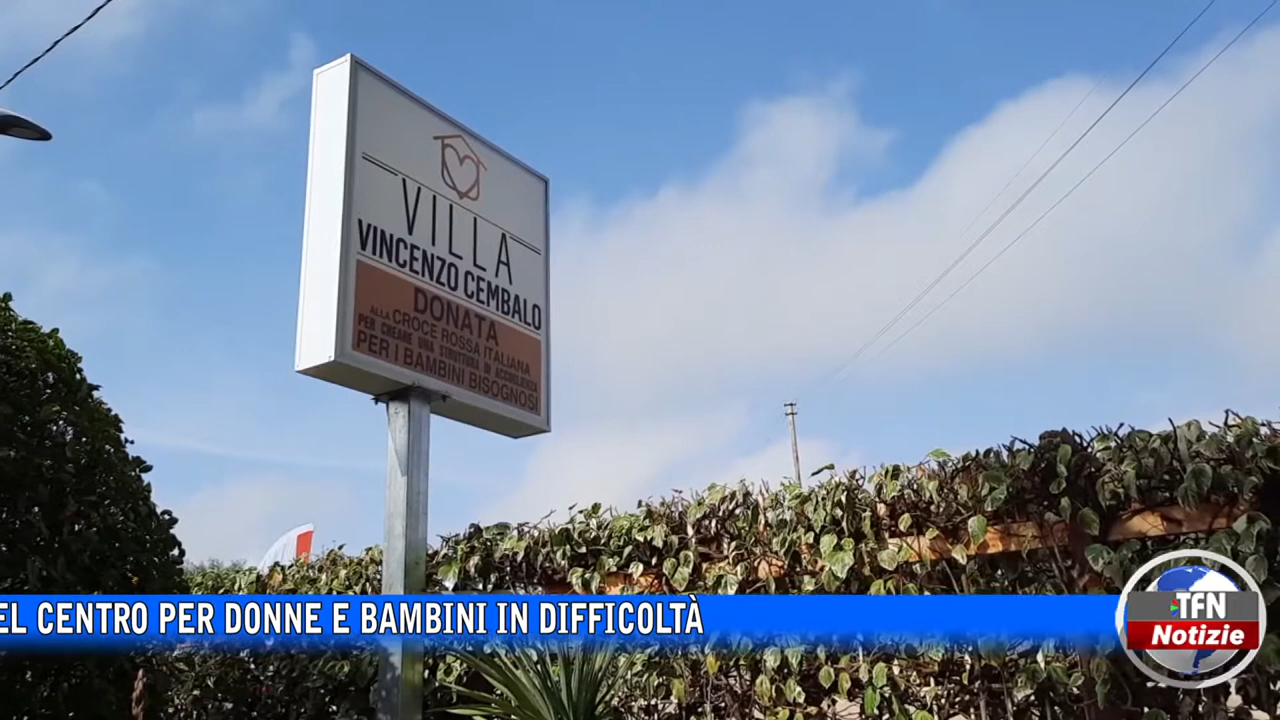 VILLA
VINCENZO CEMBALO
DONATA
ALLA CROCE ROSSA ITALIANA
PER CREARE UNA STRUTTURA DI ACCOGLIENZA
PER I BAMBINI BISOGNOSI
EL CENTRO PER DONNE E BAMBINI IN DIFFICOLTÀ
TFN
Notizie